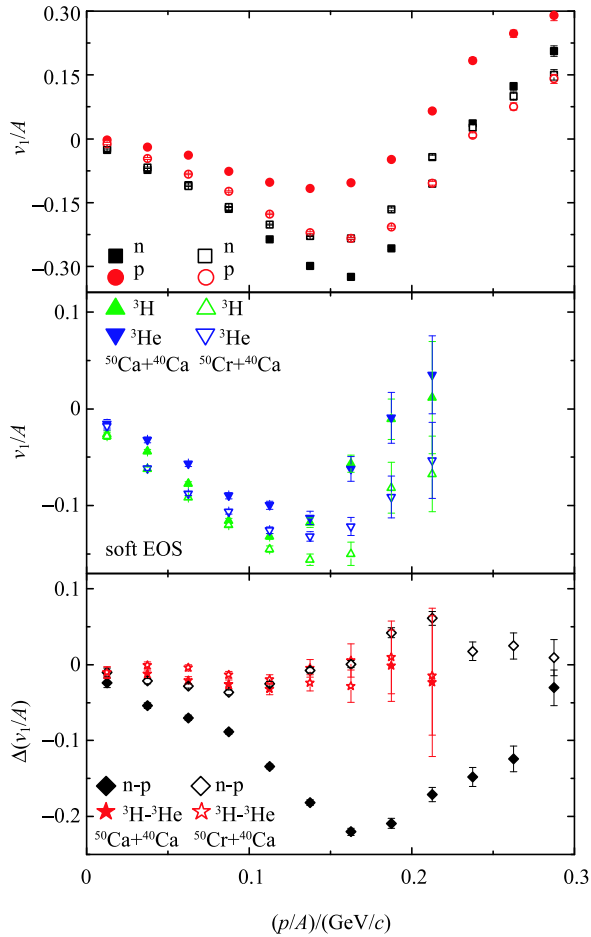 0.30
0.15
0
−0.15
−0.30
v₁/A
n n
p p
0.1
0
−0.1
v₁/A
³H ³H
³He ³He
⁵⁰Ca+⁴⁰Ca ⁵⁰Cr+⁴⁰Ca
soft EOS
0.1
0
−0.1
−0.2
Δ(v₁/A)
n-p n-p
³H-³He ³H-³He
⁵⁰Ca+⁴⁰Ca ⁵⁰Cr+⁴⁰Ca
0 0.1 0.2 0.3
(p/A)/(GeV/c)